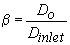 β = D_o / D_inlet